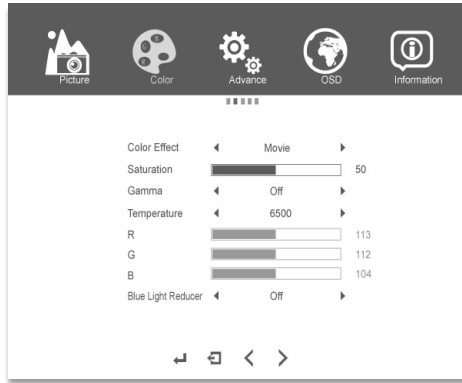 B
G
R
Picture
Color
Advance
OSD
Information
Color Effect Movie
Saturation 50
Gamma Off
Temperature 6500
R 113
G 112
B 104
Blue Light Reducer Off